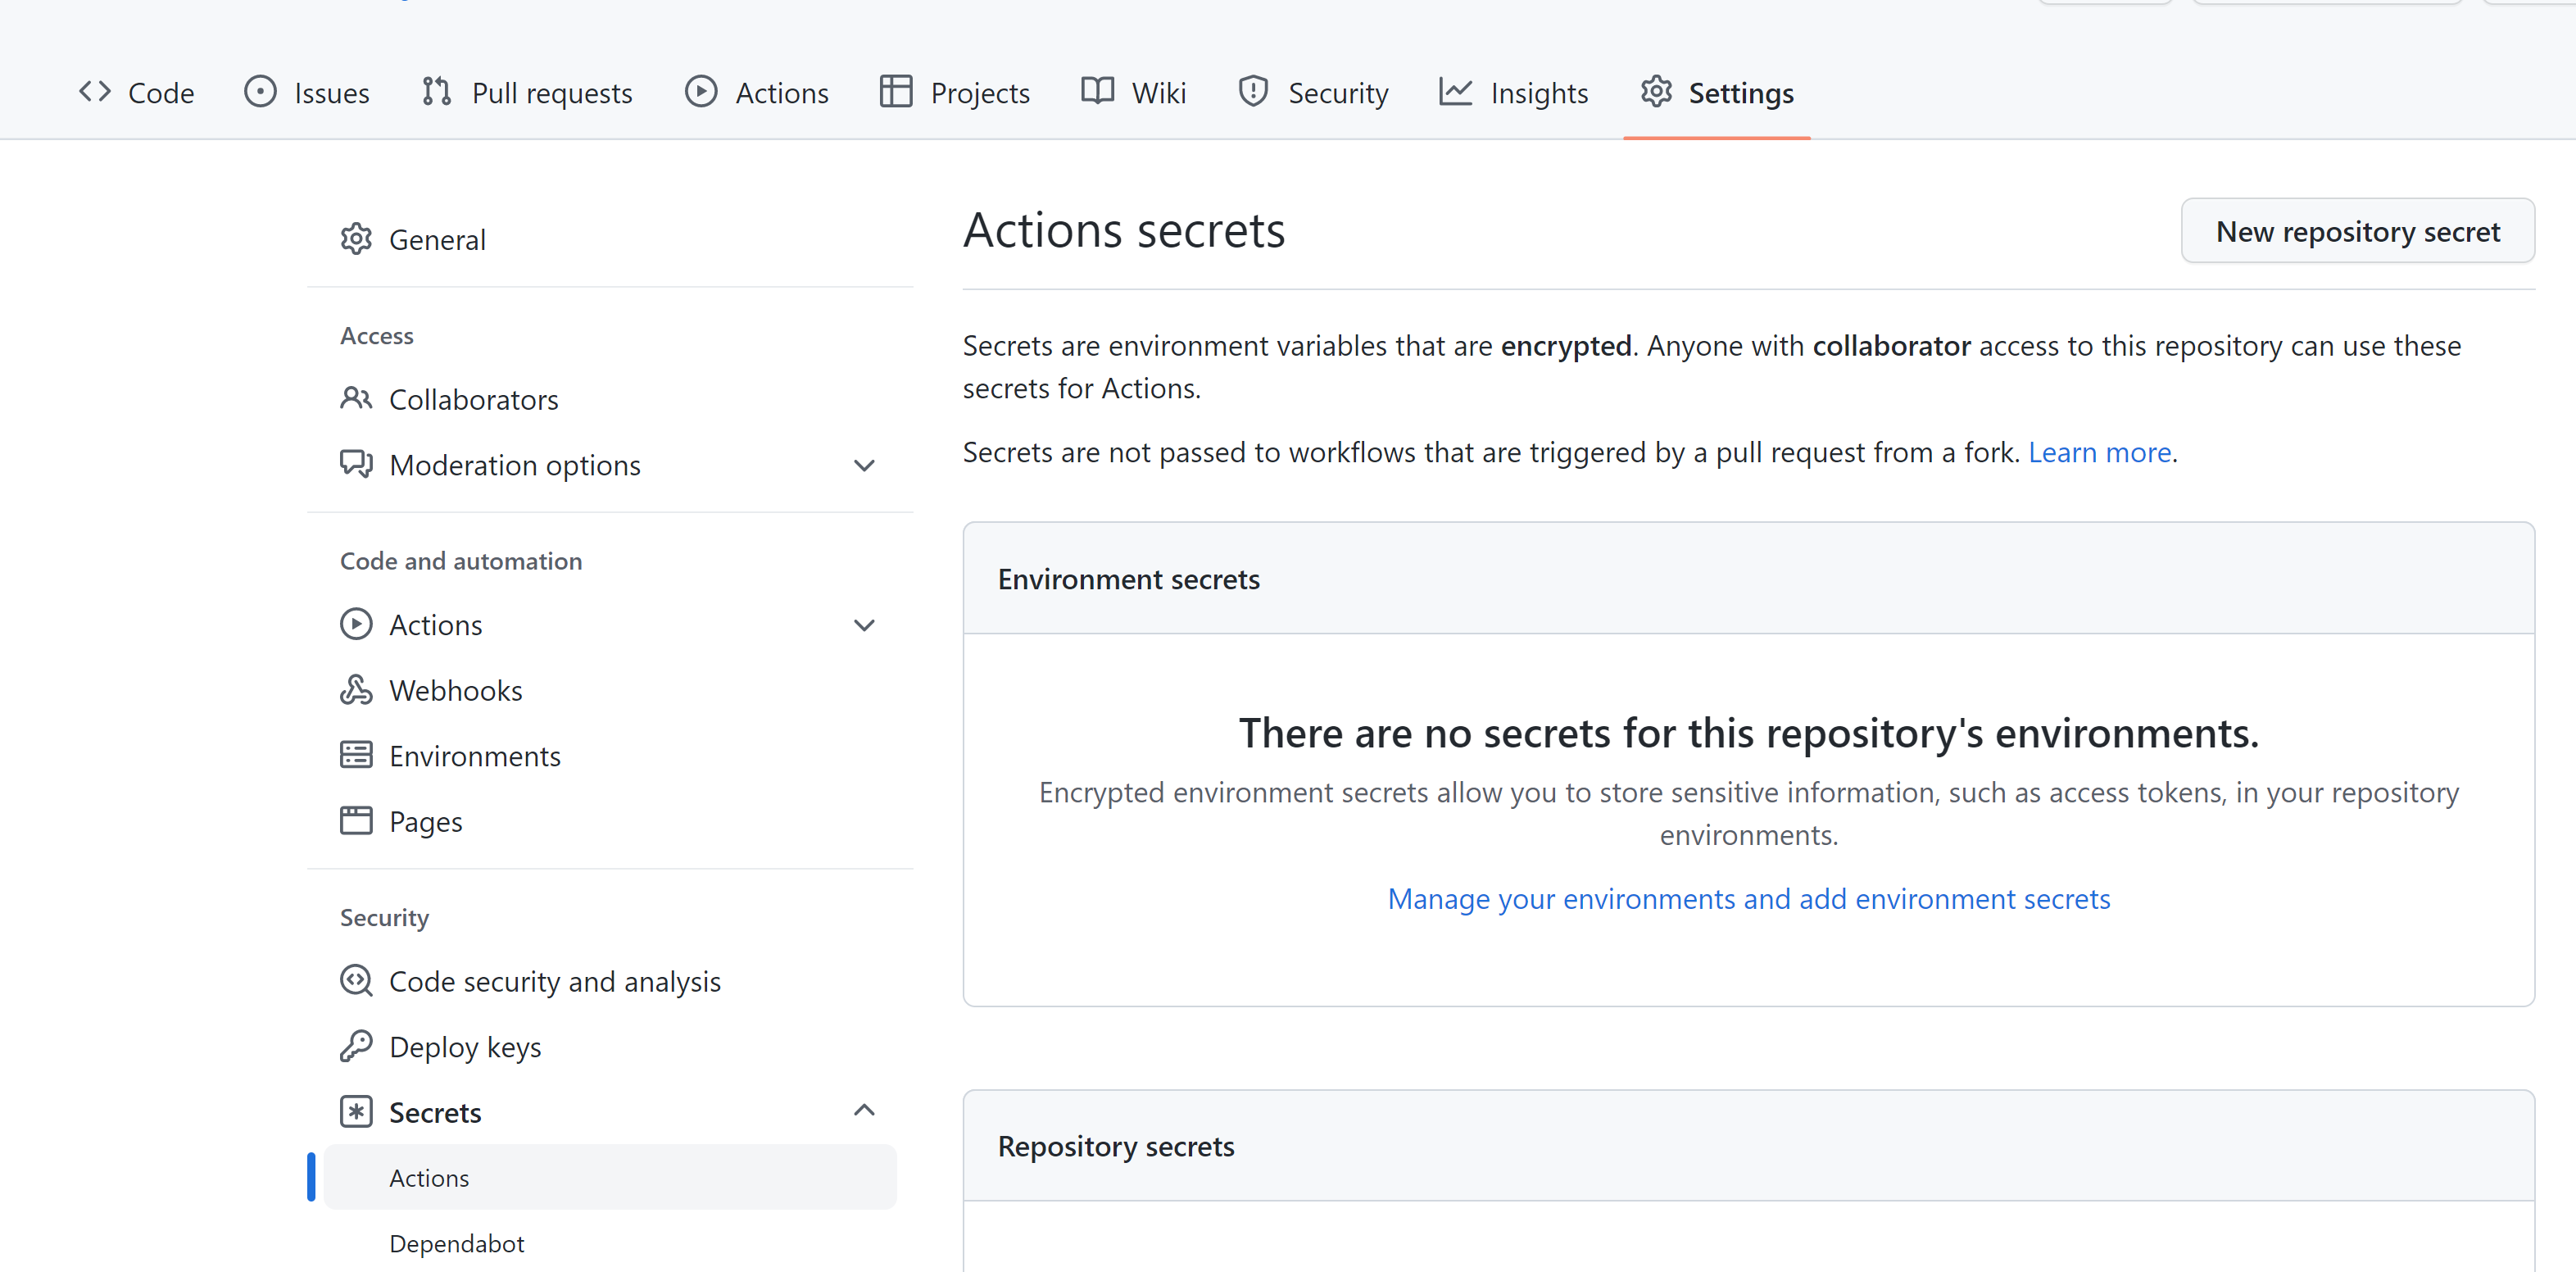 Code Issues Pull requests Actions Projects Wiki Security Insights Settings
General
Access
Collaborators
Moderation options
Code and automation
Actions
Webhooks
Environments
Pages
Security
Code security and analysis
Deploy keys
Secrets
Actions
Dependabot
Actions secrets
New repository secret
Secrets are environment variables that are encrypted. Anyone with collaborator access to this repository can use these
secrets for Actions.
Secrets are not passed to workflows that are triggered by a pull request from a fork. Learn more.
Environment secrets
There are no secrets for this repository's environments.
Encrypted environment secrets allow you to store sensitive information, such as access tokens, in your repository
environments.
Manage your environments and add environment secrets
Repository secrets